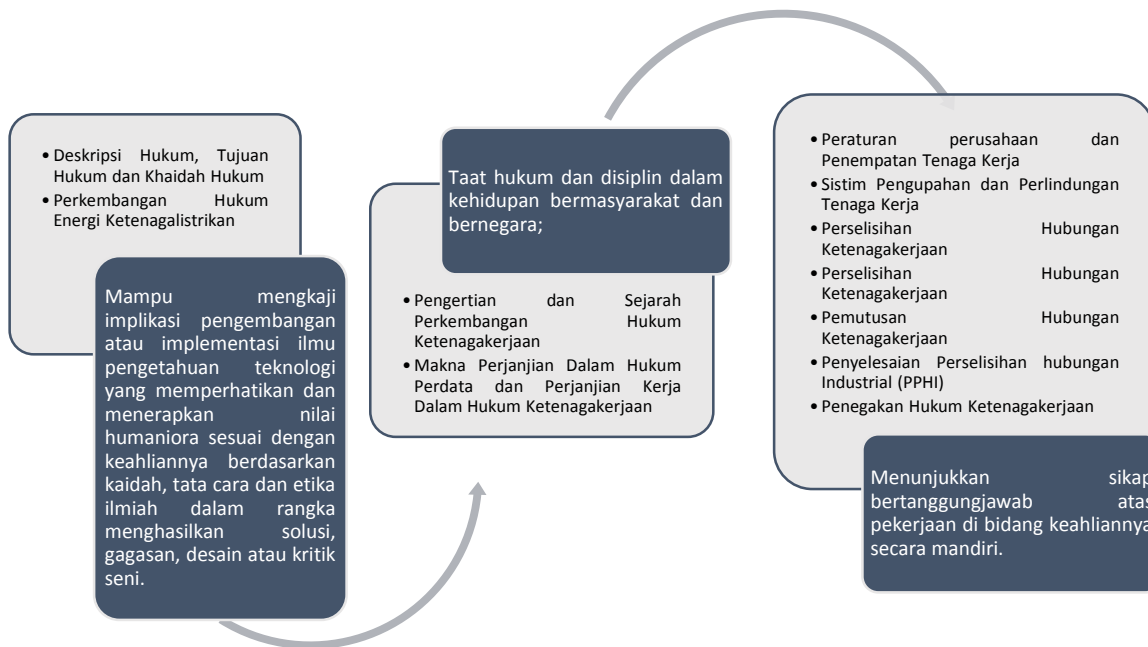 • Deskripsi Hukum, Tujuan
Hukum dan Khaidah Hukum
• Perkembangan Hukum
Energi Ketenagalistrikan
Mampu mengkaji
implikasi pengembangan
atau implementasi ilmu
pengetahuan teknologi
yang memperhatikan dan
menerapkan nilai
humaniora sesuai dengan
keahliannya berdasarkan
kaidah, tata cara dan etika
ilmiah dalam rangka
menghasilkan solusi,
gagasan, desain atau kritik
seni.
Taat hukum dan disiplin dalam
kehidupan bermasyarakat dan
bernegara;
• Pengertian dan Sejarah
Perkembangan Hukum
Ketenagakerjaan
• Makna Perjanjian Dalam Hukum
Perdata dan Perjanjian Kerja
Dalam Hukum Ketenagakerjaan
• Peraturan perusahaan dan
Penempatan Tenaga Kerja
• Sistim Pengupahan dan Perlindungan
Tenaga Kerja
• Perselisihan Hubungan
Ketenagakerjaan
• Perselisihan Hubungan
Ketenagakerjaan
• Pemutusan Hubungan
Ketenagakerjaan
• Penyelesaian Perselisihan hubungan
Industrial (PPHI)
• Penegakan Hukum Ketenagakerjaan
Menunjukkan sikap
bertanggungjawab atas
pekerjaan di bidang keahliannya
secara mandiri.